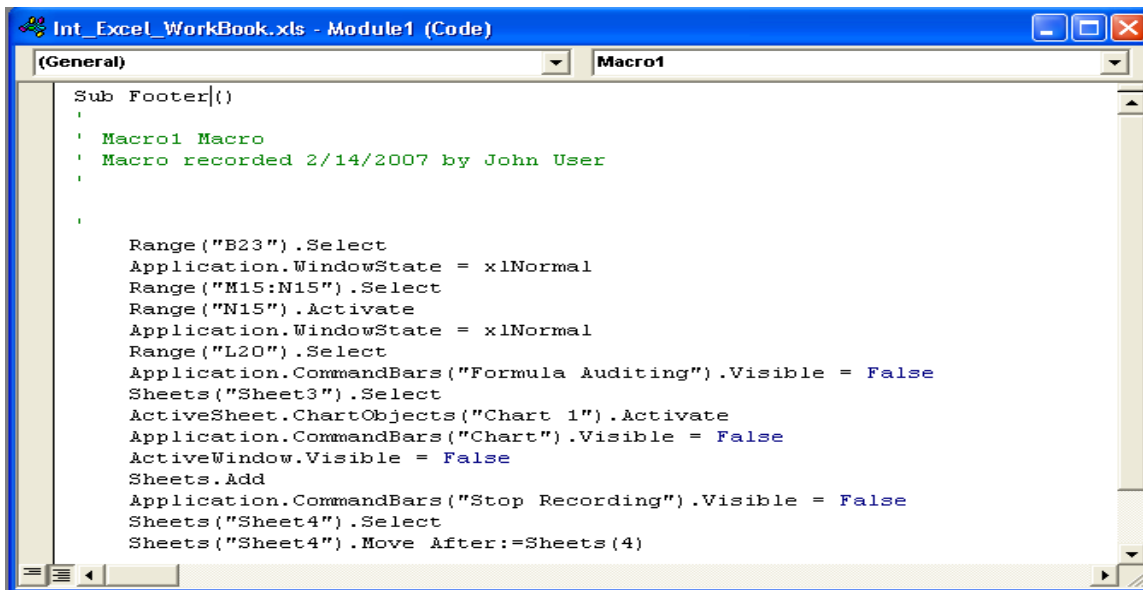 Int_Excel_WorkBook.xls - Module1 (Code)
(General) Macro1
Sub Footer()
'
' Macro1 Macro
' Macro recorded 2/14/2007 by John User
'
'
Range("B23").Select
Application.WindowState = xlNormal
Range("M15:N15").Select
Range("N15").Activate
Application.WindowState = xlNormal
Range("L20").Select
Application.CommandBars("Formula Auditing").Visible = False
Sheets("Sheet3").Select
ActiveSheet.ChartObjects("Chart 1").Activate
Application.CommandBars("Chart").Visible = False
ActiveWindow.Visible = False
Sheets.Add
Application.CommandBars("Stop Recording").Visible = False
Sheets("Sheet4").Select
Sheets("Sheet4").Move After:=Sheets(4)